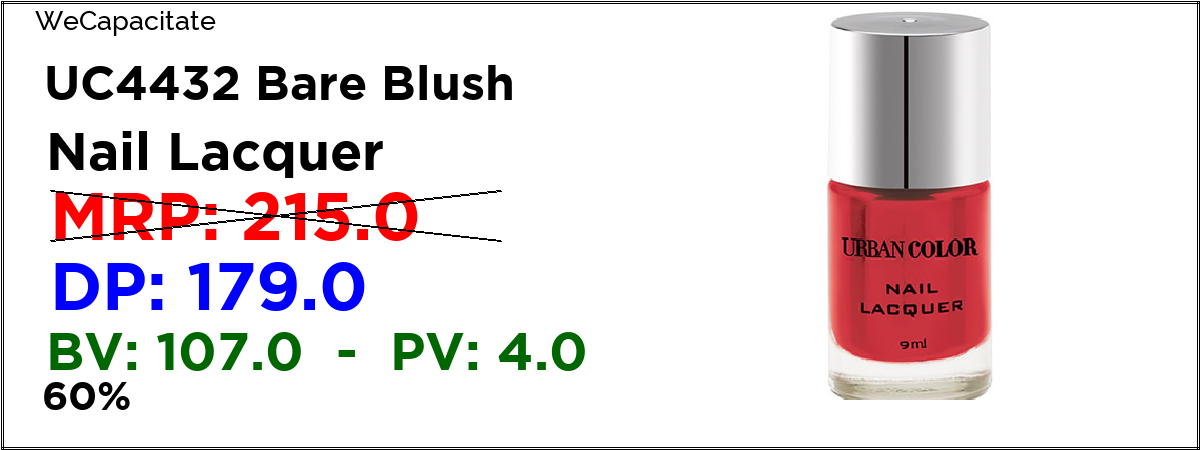 WeCapacitate
UC4432 Bare Blush
Nail Lacquer
MRP: 215.0
DP: 179.0
BV: 107.0 - PV: 4.0
60%
URBAN COLOR
NAIL
LACQUER
9ml